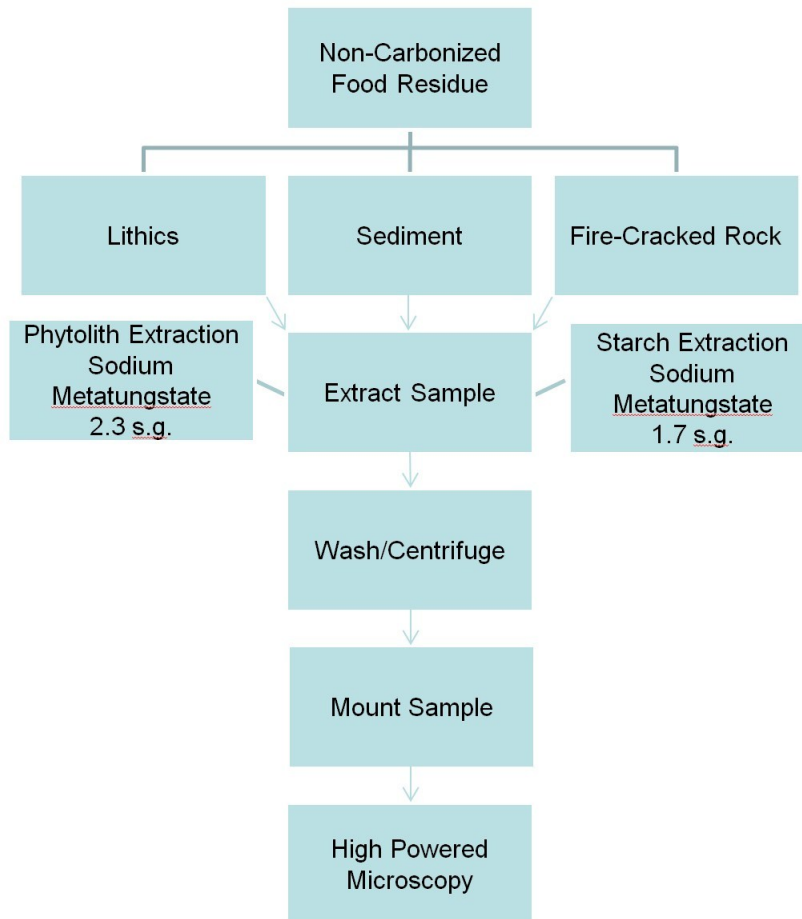 Non-Carbonized
Food Residue
Lithics
Sediment
Fire-Cracked Rock
Phytolith Extraction
Sodium
Metatungstate
2.3 s.g.
Extract Sample
Starch Extraction
Sodium
Metatungstate
1.7 s.g.
Wash/Centrifuge
Mount Sample
High Powered
Microscopy